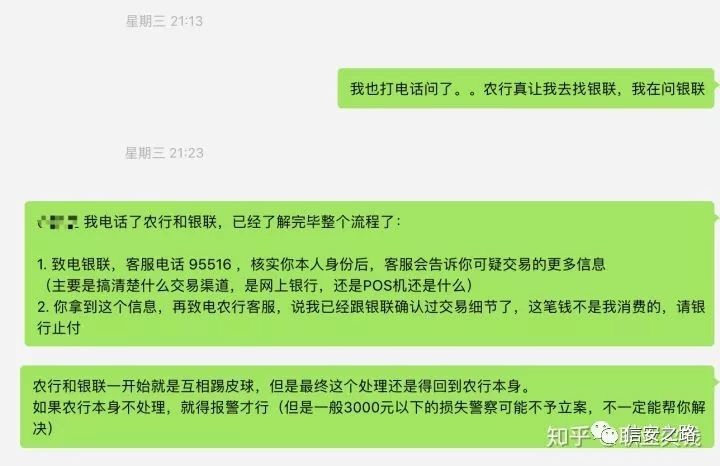 星期三 21:13
我也打电话问了。。农行真让我去找银联，我在问银联
星期三 21:23
我电话了农行和银联，已经了解完毕整个流程了：
1. 致电银联，客服电话 95516 ，核实你本人身份后，客服会告诉你可疑交易的更多信息
（主要是搞清楚什么交易渠道，是网上银行，还是POS机还是什么）
2. 你拿到这个信息，再致电农行客服，说我已经跟银联确认过交易细节了，这笔钱不是我消费的，请银
行止付
农行和银联一开始就是互相踢皮球，但是最终这个处理还是得回到农行本身。
如果农行本身不处理，就得报警才行（但是一般3000元以下的损失警察可能不予立案，不一定能帮你解
决）
知乎
信安之路